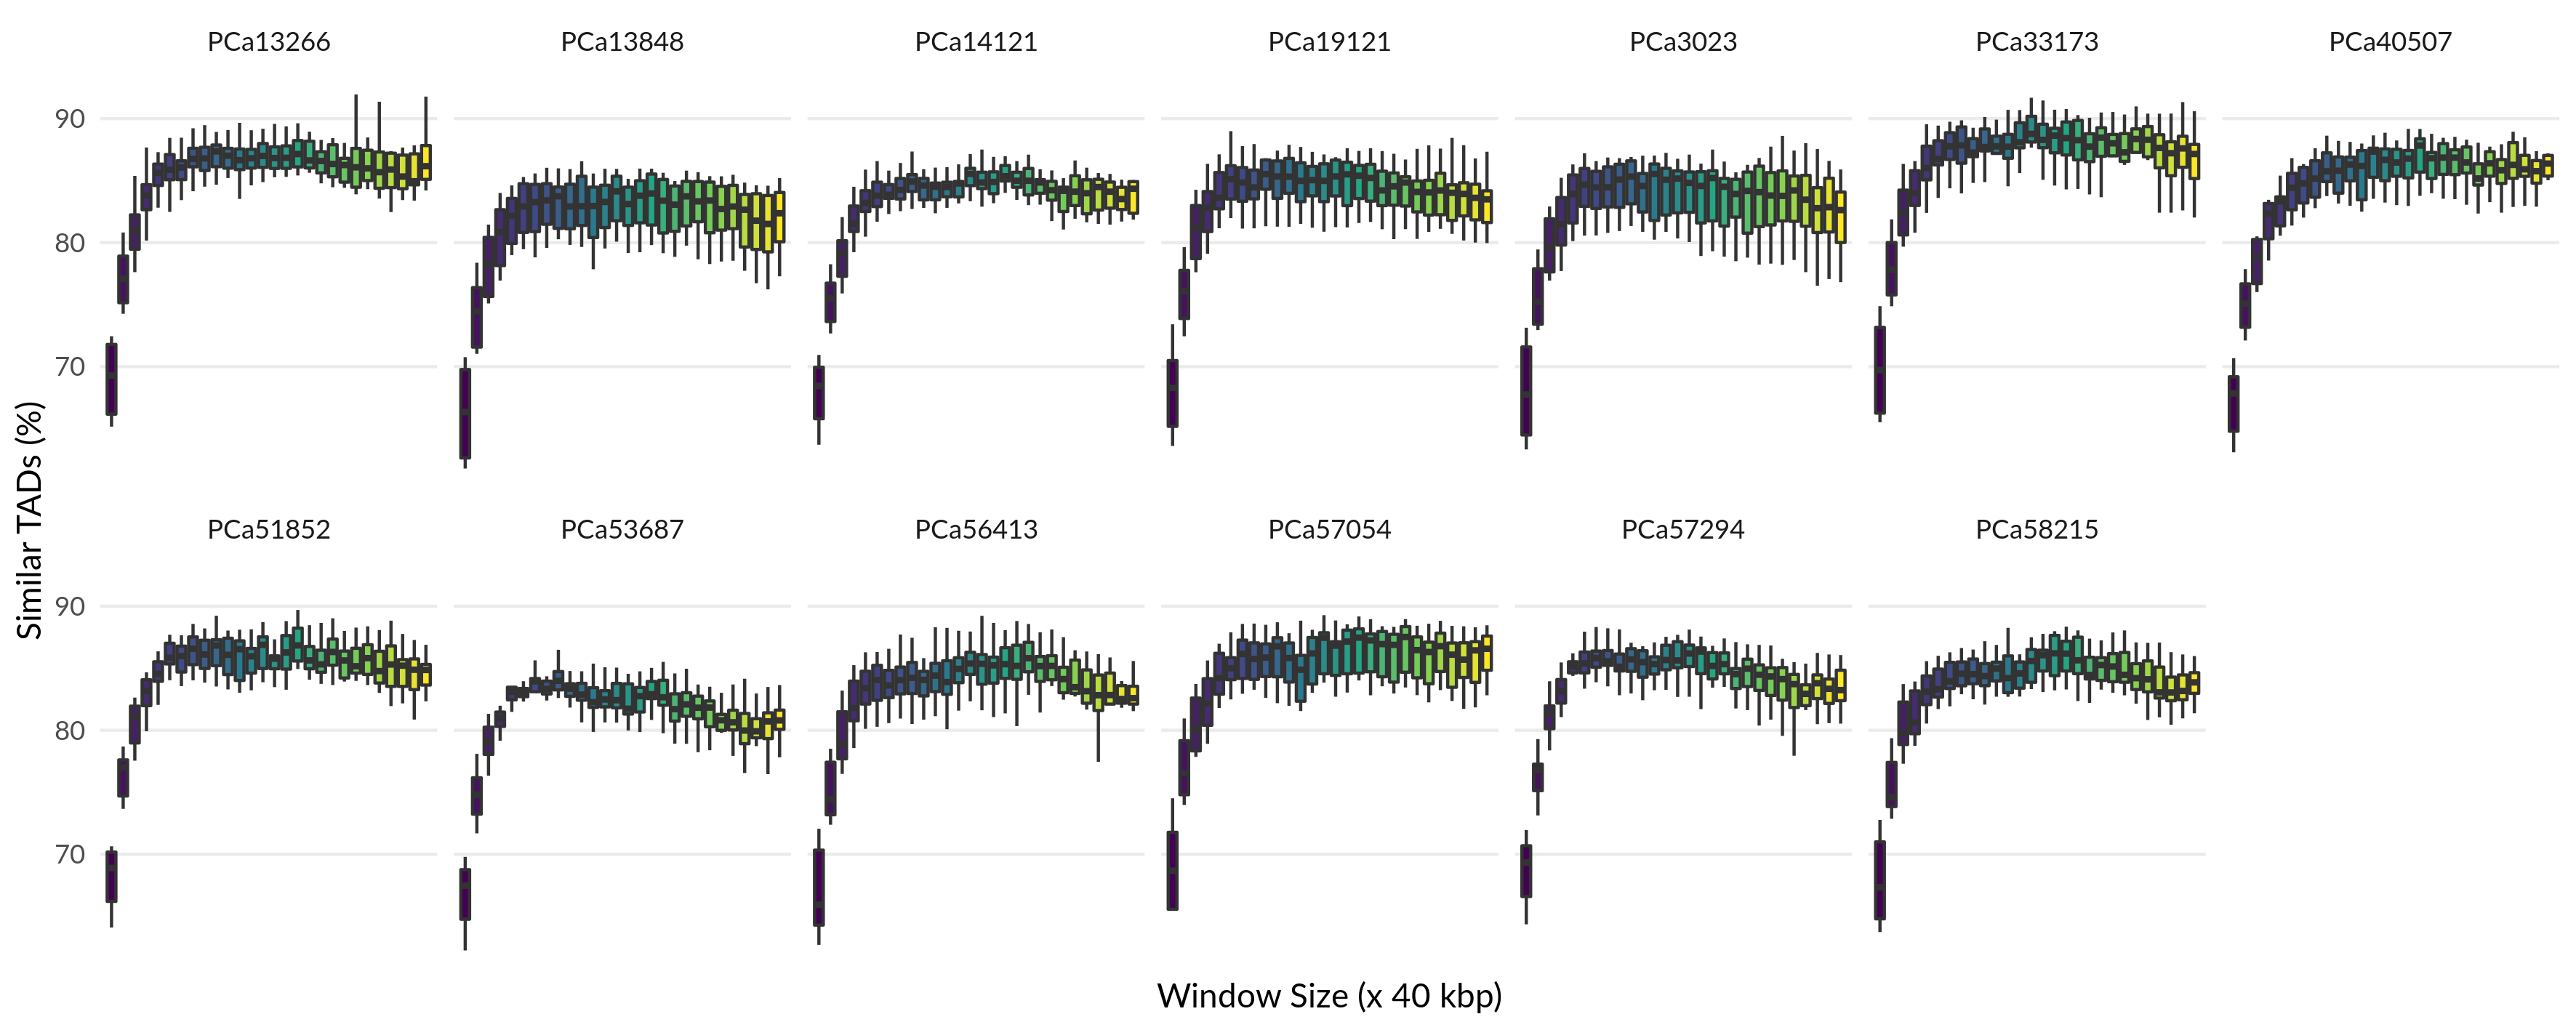 PCa13266
PCa13848
PCa14121
PCa19121
PCa3023
PCa33173
PCa40507
90
80
70
Similar TADs (%)
PCa51852
PCa53687
PCa56413
PCa57054
PCa57294
PCa58215
90
80
70
Window Size (x 40 kbp)